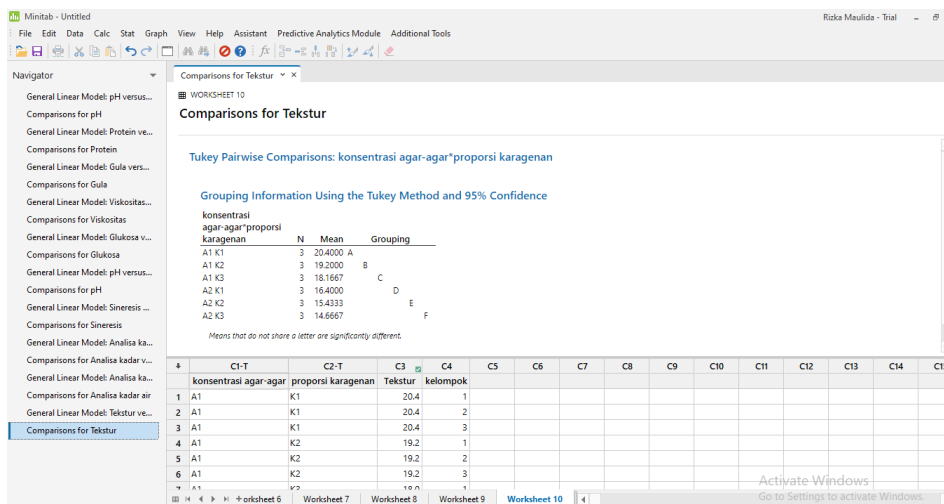 Minitab - Untitled
Rizka Maulida - Trial
File Edit Data Calc Stat Graph View Help Assistant Predictive Analytics Module Additional Tools
Navigator
General Linear Model: pH versus...
Comparisons for pH
General Linear Model: Protein ve...
Comparisons for Protein
General Linear Model: Gula vers...
Comparisons for Gula
General Linear Model: Viskositas...
Comparisons for Viskositas
General Linear Model: Glukosa v...
Comparisons for Glukosa
General Linear Model: pH versus...
Comparisons for pH
General Linear Model: Sineresis ...
Comparisons for Sineresis
General Linear Model: Analisa ka...
Comparisons for Analisa kadar v...
General Linear Model: Analisa ka...
Comparisons for Analisa kadar air
General Linear Model: Tekstur ve...
Comparisons for Tekstur
Comparisons for Tekstur
WORKSHEET 10
Comparisons for Tekstur
Tukey Pairwise Comparisons: konsentrasi agar-agar*proporsi karagenan
Grouping Information Using the Tukey Method and 95% Confidence
konsentrasi
agar-agar*proporsi
karagenan N Mean Grouping
A1 K1 3 20.4000 A
A1 K2 3 19.2000 B
A1 K3 3 18.1667 C
A2 K1 3 16.4000 D
A2 K2 3 15.4333 E
A2 K3 3 14.6667 F
Means that do not share a letter are significantly different.
C1-T C2-T C3 C4 C5 C6 C7 C8 C9 C10 C11 C12 C13 C14
konsentrasi agar-agar proporsi karagenan Tekstur kelompok
1 A1 K1 20.4 1
2 A1 K1 20.4 2
3 A1 K1 20.4 3
4 A1 K2 19.2 1
5 A1 K2 19.2 2
6 A1 K2 19.2 3
Activate Windows
Go to Settings to activate Windows.
orksheet 6 Worksheet 7 Worksheet 8 Worksheet 9 Worksheet 10